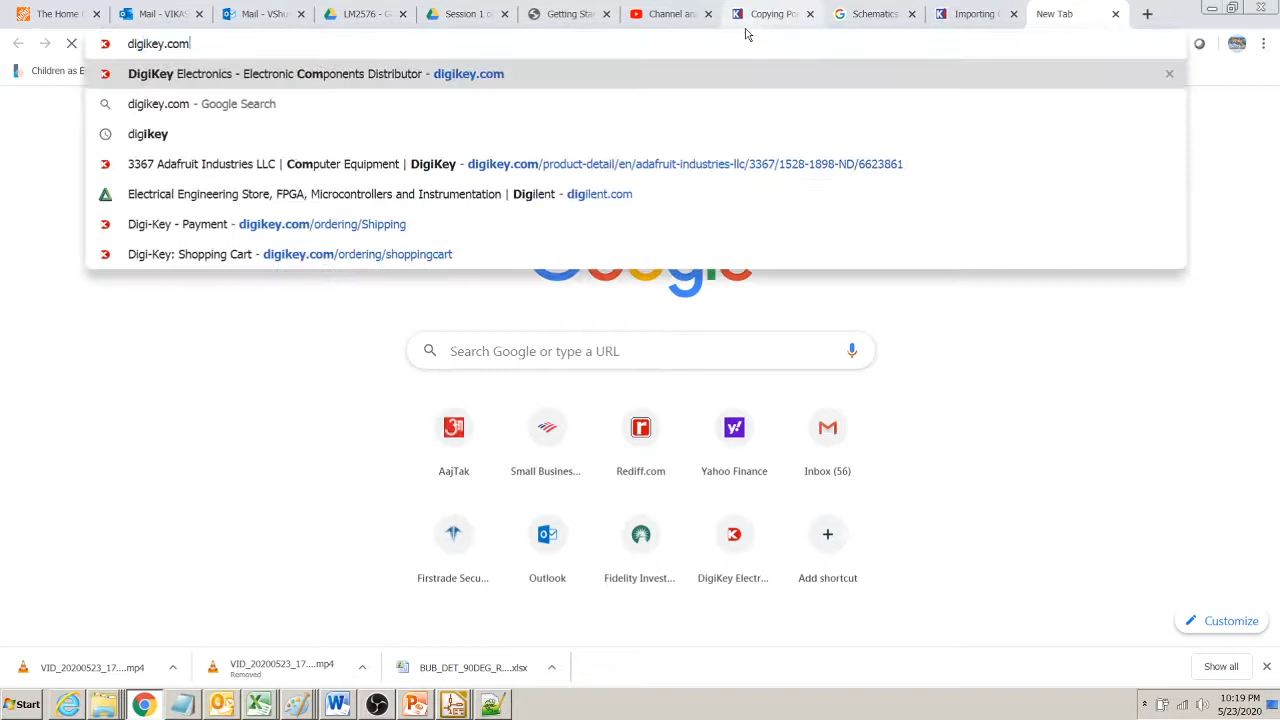 The Home
Mail - VIKAS
Mail - VShu
LM2575 - G
Session 1 o
Getting Sta
Channel an
Copying Po
Schematics
Importing
New Tab
digikey.com
Children as E
DigiKey Electronics - Electronic Components Distributor - digikey.com
digikey.com - Google Search
digikey
3367 Adafruit Industries LLC | Computer Equipment | DigiKey - digikey.com/product-detail/en/adafruit-industries-llc/3367/1528-1898-ND/6623861
Electrical Engineering Store, FPGA, Microcontrollers and Instrumentation | Digilent - digilent.com
Digi-Key - Payment - digikey.com/ordering/Shipping
Digi-Key: Shopping Cart - digikey.com/ordering/shoppingcart
Google
Search Google or type a URL
AajTak
Small Busines...
Rediff.com
Yahoo Finance
Inbox (56)
Firstrade Secu...
Outlook
Fidelity Invest...
DigiKey Electr...
Add shortcut
Customize
VID_20200523_17....mp4
VID_20200523_17....mp4
Removed
BUB_DET_90DEG_R....xlsx
Show all
Start
10:19 PM
5/23/2020